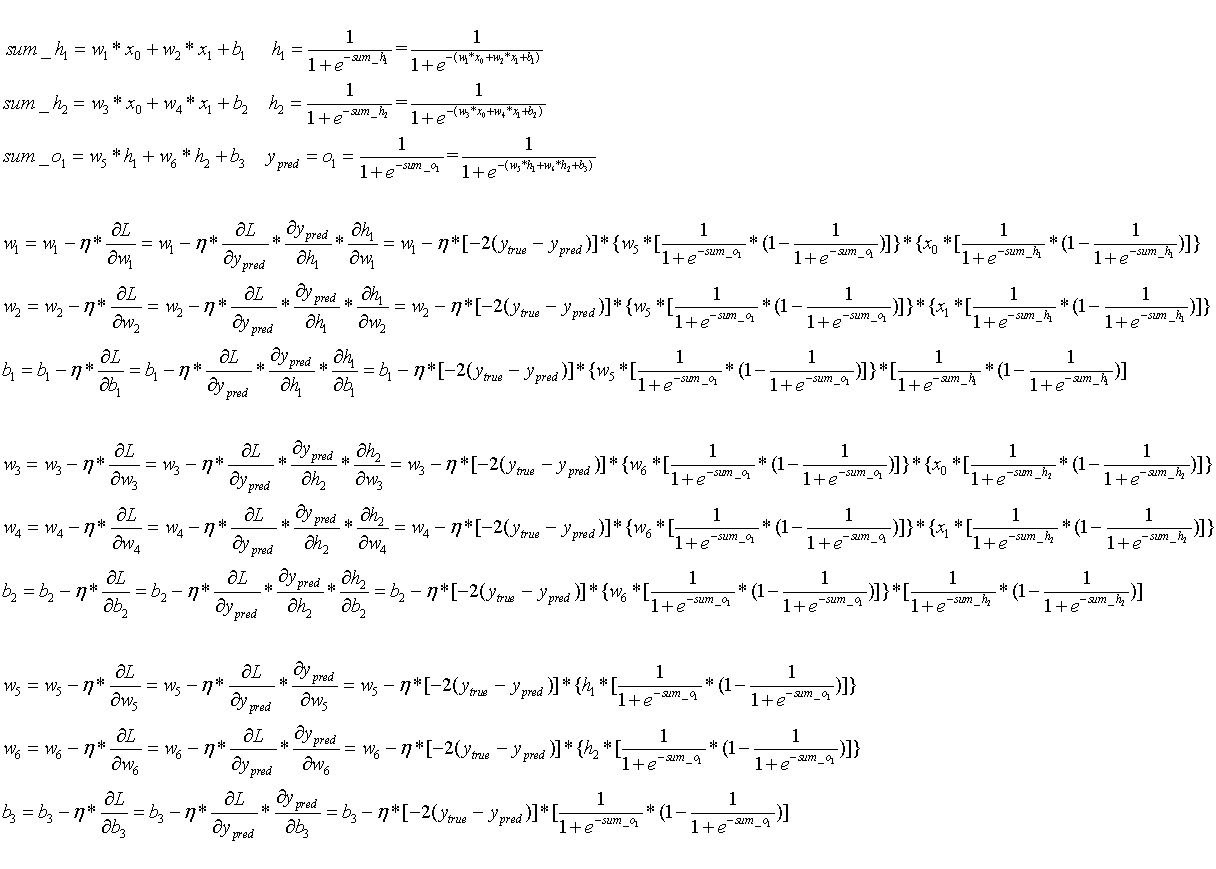 sum_h₁ = w₁ * x₀ + w₂ * x₁ + b₁    h₁ = 1/(1 + e^(−sum_h₁)) = 1/(1 + e^(−(w₁*x₀+w₂*x₁+b₁)))
sum_h₂ = w₃ * x₀ + w₄ * x₁ + b₂    h₂ = 1/(1 + e^(−sum_h₂)) = 1/(1 + e^(−(w₃*x₀+w₄*x₁+b₂)))
sum_o₁ = w₅ * h₁ + w₆ * h₂ + b₃    y_pred = o₁ = 1/(1 + e^(−sum_o₁)) = 1/(1 + e^(−(w₅*h₁+w₆*h₂+b₃)))
w₁ = w₁ − η * ∂L/∂w₁ = w₁ − η * ∂L/∂y_pred * ∂y_pred/∂h₁ * ∂h₁/∂w₁ = w₁ − η * [−2(y_true − y_pred)] * {w₅ * [1/(1 + e^(−sum_o₁)) * (1 − 1/(1 + e^(−sum_o₁)))]} * {x₀ * [1/(1 + e^(−sum_h₁)) * (1 − 1/(1 + e^(−sum_h₁)))]}
w₂ = w₂ − η * ∂L/∂w₂ = w₂ − η * ∂L/∂y_pred * ∂y_pred/∂h₁ * ∂h₁/∂w₂ = w₂ − η * [−2(y_true − y_pred)] * {w₅ * [1/(1 + e^(−sum_o₁)) * (1 − 1/(1 + e^(−sum_o₁)))]} * {x₁ * [1/(1 + e^(−sum_h₁)) * (1 − 1/(1 + e^(−sum_h₁)))]}
b₁ = b₁ − η * ∂L/∂b₁ = b₁ − η * ∂L/∂y_pred * ∂y_pred/∂h₁ * ∂h₁/∂b₁ = b₁ − η * [−2(y_true − y_pred)] * {w₅ * [1/(1 + e^(−sum_o₁)) * (1 − 1/(1 + e^(−sum_o₁)))]} * [1/(1 + e^(−sum_h₁)) * (1 − 1/(1 + e^(−sum_h₁)))]
w₃ = w₃ − η * ∂L/∂w₃ = w₃ − η * ∂L/∂y_pred * ∂y_pred/∂h₂ * ∂h₂/∂w₃ = w₃ − η * [−2(y_true − y_pred)] * {w₆ * [1/(1 + e^(−sum_o₁)) * (1 − 1/(1 + e^(−sum_o₁)))]} * {x₀ * [1/(1 + e^(−sum_h₂)) * (1 − 1/(1 + e^(−sum_h₂)))]}
w₄ = w₄ − η * ∂L/∂w₄ = w₄ − η * ∂L/∂y_pred * ∂y_pred/∂h₂ * ∂h₂/∂w₄ = w₄ − η * [−2(y_true − y_pred)] * {w₆ * [1/(1 + e^(−sum_o₁)) * (1 − 1/(1 + e^(−sum_o₁)))]} * {x₁ * [1/(1 + e^(−sum_h₂)) * (1 − 1/(1 + e^(−sum_h₂)))]}
b₂ = b₂ − η * ∂L/∂b₂ = b₂ − η * ∂L/∂y_pred * ∂y_pred/∂h₂ * ∂h₂/∂b₂ = b₂ − η * [−2(y_true − y_pred)] * {w₆ * [1/(1 + e^(−sum_o₁)) * (1 − 1/(1 + e^(−sum_o₁)))]} * [1/(1 + e^(−sum_h₂)) * (1 − 1/(1 + e^(−sum_h₂)))]
w₅ = w₅ − η * ∂L/∂w₅ = w₅ − η * ∂L/∂y_pred * ∂y_pred/∂w₅ = w₅ − η * [−2(y_true − y_pred)] * {h₁ * [1/(1 + e^(−sum_o₁)) * (1 − 1/(1 + e^(−sum_o₁)))]}
w₆ = w₆ − η * ∂L/∂w₆ = w₆ − η * ∂L/∂y_pred * ∂y_pred/∂w₆ = w₆ − η * [−2(y_true − y_pred)] * {h₂ * [1/(1 + e^(−sum_o₁)) * (1 − 1/(1 + e^(−sum_o₁)))]}
b₃ = b₃ − η * ∂L/∂b₃ = b₃ − η * ∂L/∂y_pred * ∂y_pred/∂b₃ = b₃ − η * [−2(y_true − y_pred)] * [1/(1 + e^(−sum_o₁)) * (1 − 1/(1 + e^(−sum_o₁)))]